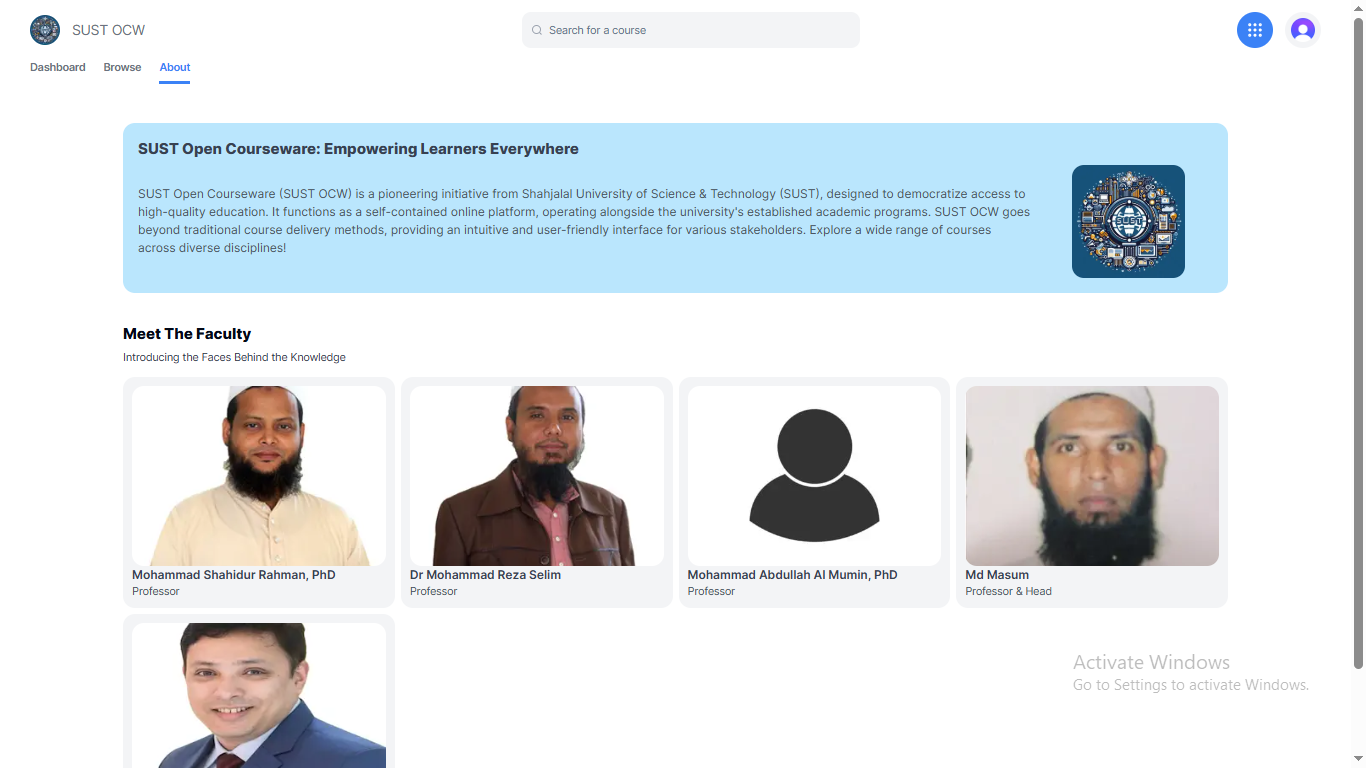 SUST OCW
Search for a course
Dashboard
Browse
About
SUST Open Courseware: Empowering Learners Everywhere
SUST Open Courseware (SUST OCW) is a pioneering initiative from Shahjalal University of Science & Technology (SUST), designed to democratize access to
high-quality education. It functions as a self-contained online platform, operating alongside the university's established academic programs. SUST OCW goes
beyond traditional course delivery methods, providing an intuitive and user-friendly interface for various stakeholders. Explore a wide range of courses
across diverse disciplines!
SUST
Meet The Faculty
Introducing the Faces Behind the Knowledge
Mohammad Shahidur Rahman, PhD
Professor
Dr Mohammad Reza Selim
Professor
Mohammad Abdullah Al Mumin, PhD
Professor
Md Masum
Professor & Head
Activate Windows
Go to Settings to activate Windows.